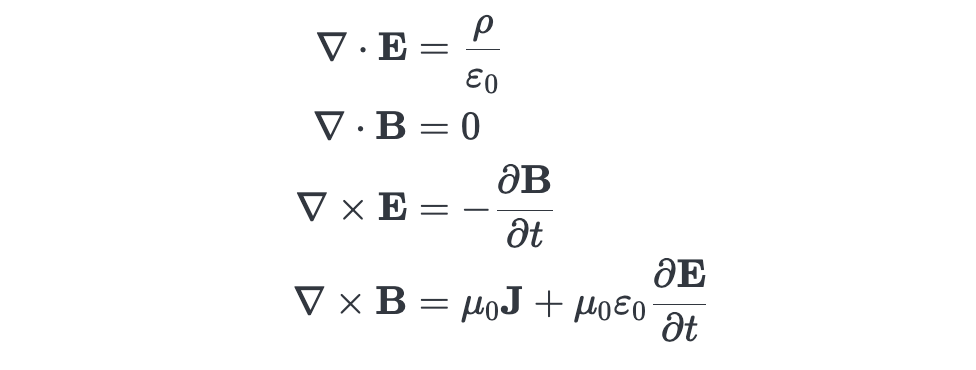 ∇ · 𝐄 = ρ/ε₀
∇ · 𝐁 = 0
∇ × 𝐄 = −∂𝐁/∂t
∇ × 𝐁 = μ₀𝐉 + μ₀ε₀ ∂𝐄/∂t